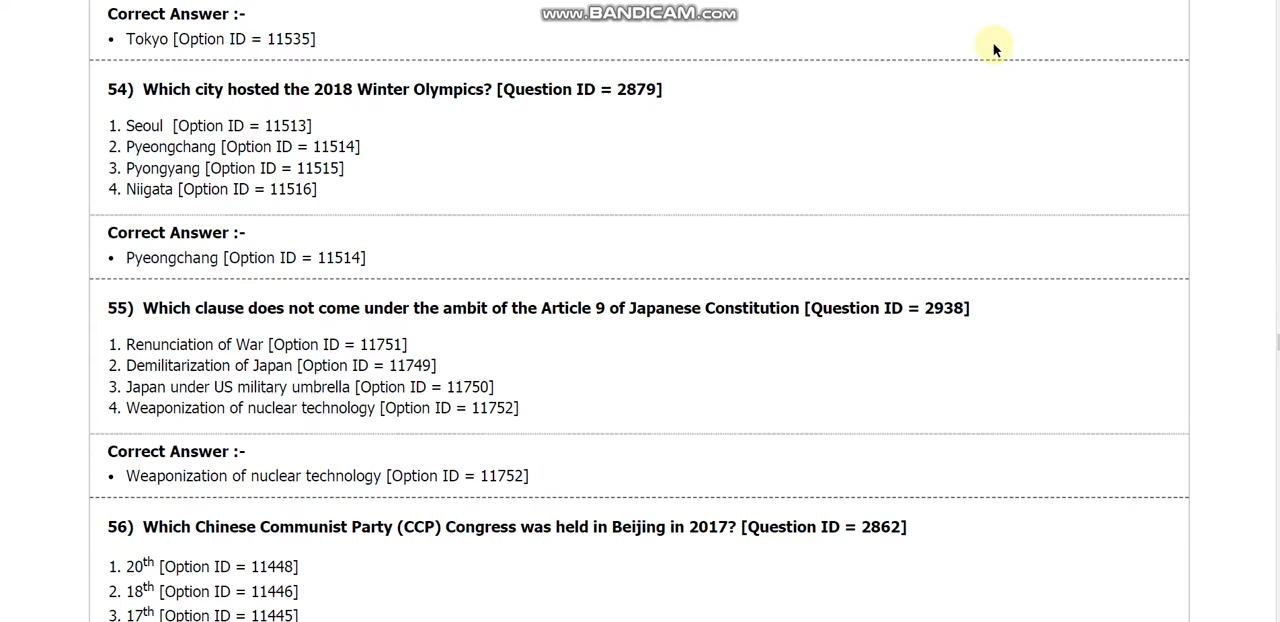 www.BANDICAM.com
Correct Answer :-
• Tokyo [Option ID = 11535]
54) Which city hosted the 2018 Winter Olympics? [Question ID = 2879]
1. Seoul [Option ID = 11513]
2. Pyeongchang [Option ID = 11514]
3. Pyongyang [Option ID = 11515]
4. Niigata [Option ID = 11516]
Correct Answer :-
• Pyeongchang [Option ID = 11514]
55) Which clause does not come under the ambit of the Article 9 of Japanese Constitution [Question ID = 2938]
1. Renunciation of War [Option ID = 11751]
2. Demilitarization of Japan [Option ID = 11749]
3. Japan under US military umbrella [Option ID = 11750]
4. Weaponization of nuclear technology [Option ID = 11752]
Correct Answer :-
• Weaponization of nuclear technology [Option ID = 11752]
56) Which Chinese Communist Party (CCP) Congress was held in Beijing in 2017? [Question ID = 2862]
1. 20th [Option ID = 11448]
2. 18th [Option ID = 11446]
3. 17th [Option ID = 11445]